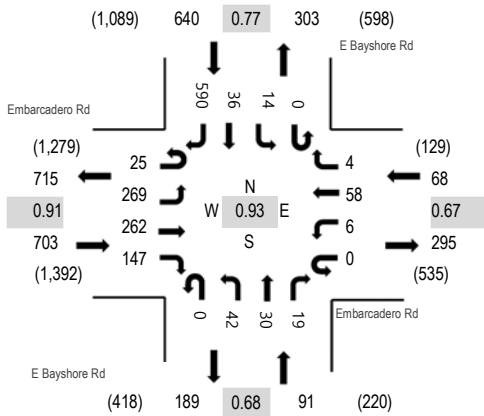 (1,089) 640 0.77 303 (598)
E Bayshore Rd
Embarcadero Rd
590 36 14 0
(1,279)
715
0.91
703
(1,392)
25
269
262
147
N
W 0.93 E
S
4
58
6
0
(129)
68
0.67
295
(535)
0 42 30 19
Embarcadero Rd
E Bayshore Rd
(418) 189 0.68 91 (220)